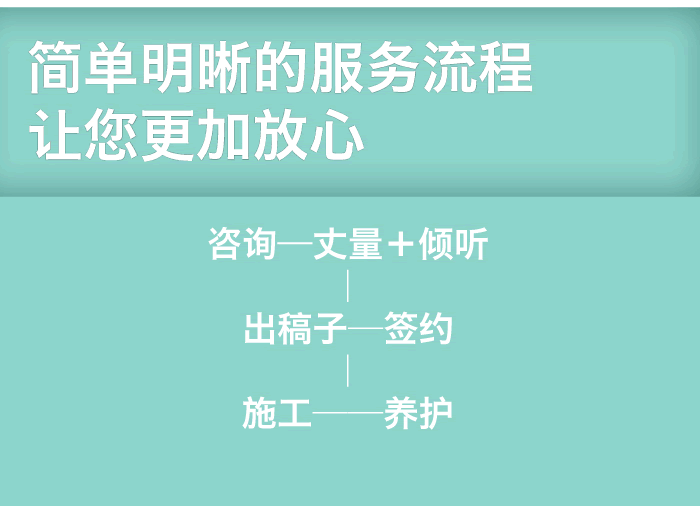 简单明晰的服务流程
让您更加放心
咨询—丈量＋倾听
出稿子—签约
施工——养护